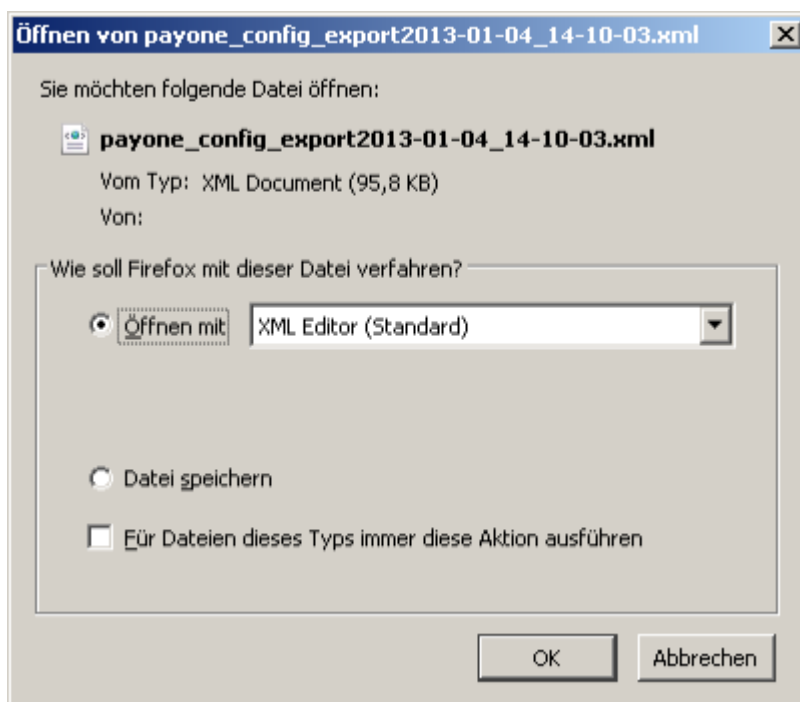 Öffnen von payone_config_export2013-01-04_14-10-03.xml
Sie möchten folgende Datei öffnen:
payone_config_export2013-01-04_14-10-03.xml
Vom Typ: XML Document (95,8 KB)
Von:
Wie soll Firefox mit dieser Datei verfahren?
Öffnen mit XML Editor (Standard)
Datei speichern
Für Dateien dieses Typs immer diese Aktion ausführen
OK Abbrechen